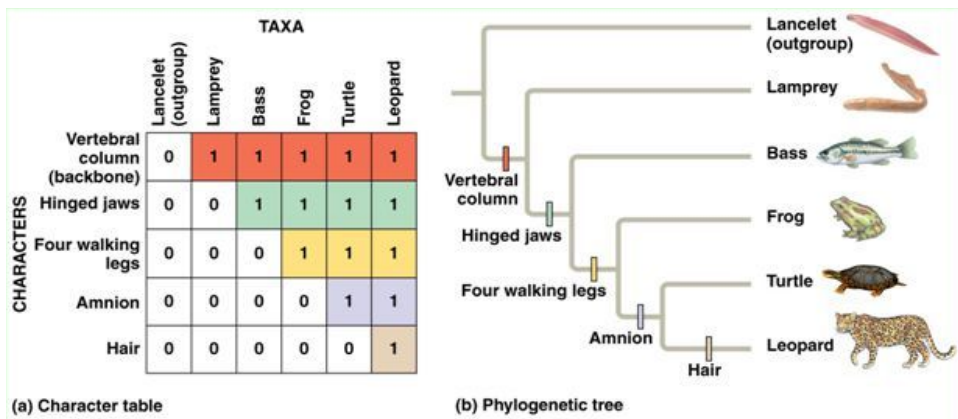 TAXA
Lancelet
(outgroup)
Lamprey
Bass
Frog
Turtle
Leopard
CHARACTERS
Vertebral
column
(backbone)
0 1 1 1 1 1
Hinged jaws
0 0 1 1 1 1
Four walking
legs
0 0 0 1 1 1
Amnion
0 0 0 0 1 1
Hair
0 0 0 0 0 1
(a) Character table
Lancelet
(outgroup)
Lamprey
Bass
Vertebral
column
Frog
Hinged jaws
Turtle
Four walking legs
Amnion
Leopard
Hair
(b) Phylogenetic tree